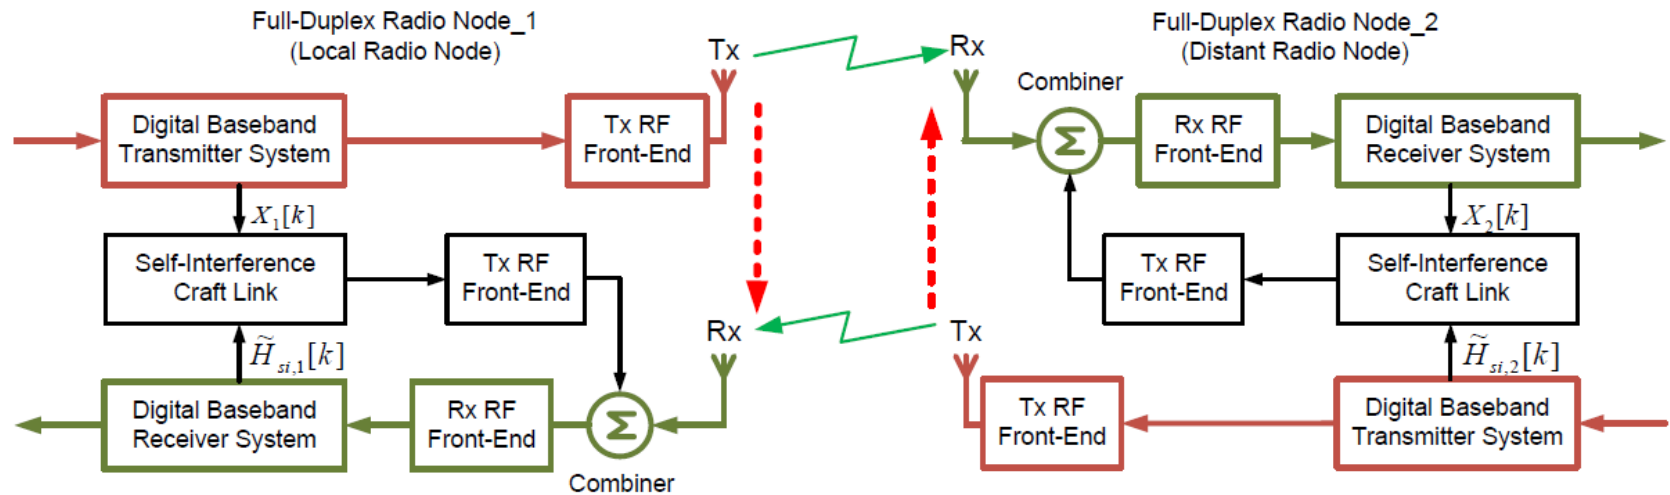 Full-Duplex Radio Node_1
(Local Radio Node)
Full-Duplex Radio Node_2
(Distant Radio Node)
Tx
Rx
Combiner
Digital Baseband
Transmitter System
Tx RF
Front-End
Σ
Rx RF
Front-End
Digital Baseband
Receiver System
X₁[k]
X₂[k]
Self-Interference
Craft Link
Tx RF
Front-End
Tx RF
Front-End
Self-Interference
Craft Link
H̃ₛᵢ,₁[k]
Rx
Tx
H̃ₛᵢ,₂[k]
Digital Baseband
Receiver System
Rx RF
Front-End
Σ
Combiner
Tx RF
Front-End
Digital Baseband
Transmitter System